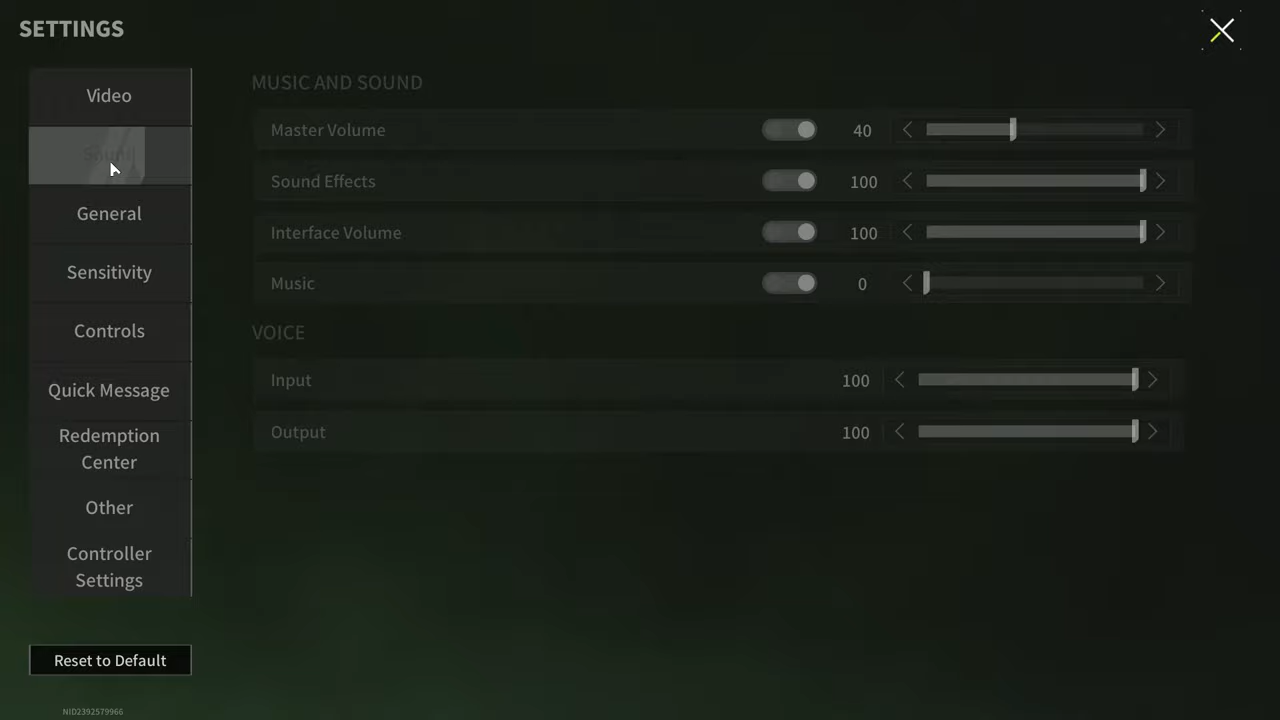 SETTINGS
Video
Sound
General
Sensitivity
Controls
Quick Message
Redemption
Center
Other
Controller
Settings
Reset to Default
NID2392579966
MUSIC AND SOUND
Master Volume 40
Sound Effects 100
Interface Volume 100
Music 0
VOICE
Input 100
Output 100